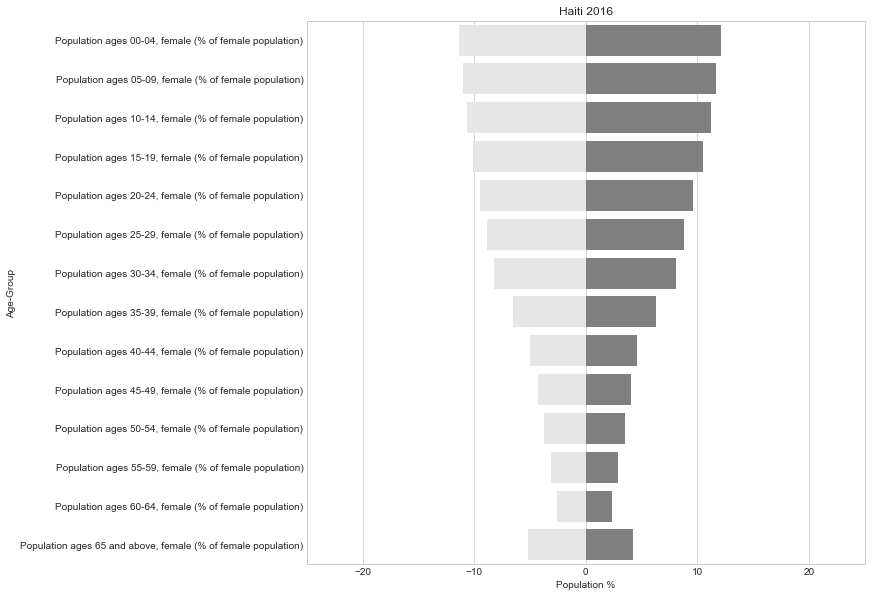 Haiti 2016
Population ages 00-04, female (% of female population)
Population ages 05-09, female (% of female population)
Population ages 10-14, female (% of female population)
Population ages 15-19, female (% of female population)
Population ages 20-24, female (% of female population)
Population ages 25-29, female (% of female population)
Population ages 30-34, female (% of female population)
Population ages 35-39, female (% of female population)
Population ages 40-44, female (% of female population)
Population ages 45-49, female (% of female population)
Population ages 50-54, female (% of female population)
Population ages 55-59, female (% of female population)
Population ages 60-64, female (% of female population)
Population ages 65 and above, female (% of female population)
Age-Group
−20 −10 0 10 20
Population %